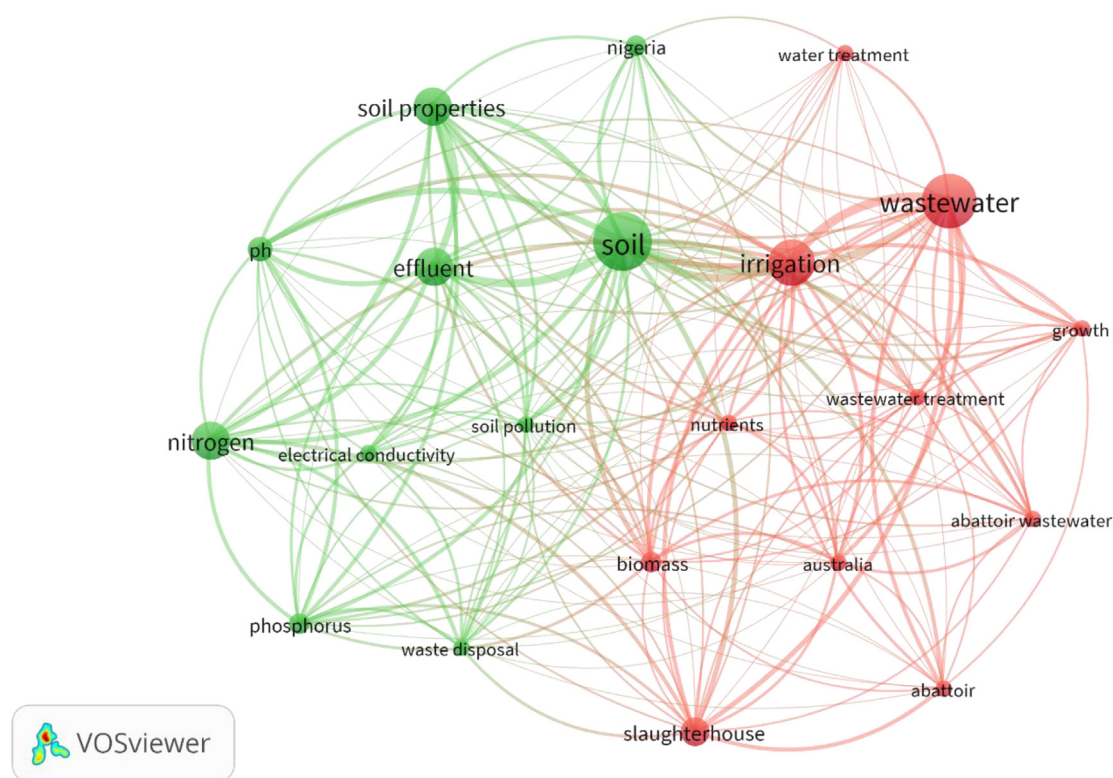 nigeria
water treatment
soil properties
wastewater
soil
ph
effluent
irrigation
growth
wastewater treatment
nutrients
soil pollution
nitrogen
electrical conductivity
abattoir wastewater
biomass
australia
phosphorus
waste disposal
abattoir
slaughterhouse
VOSviewer